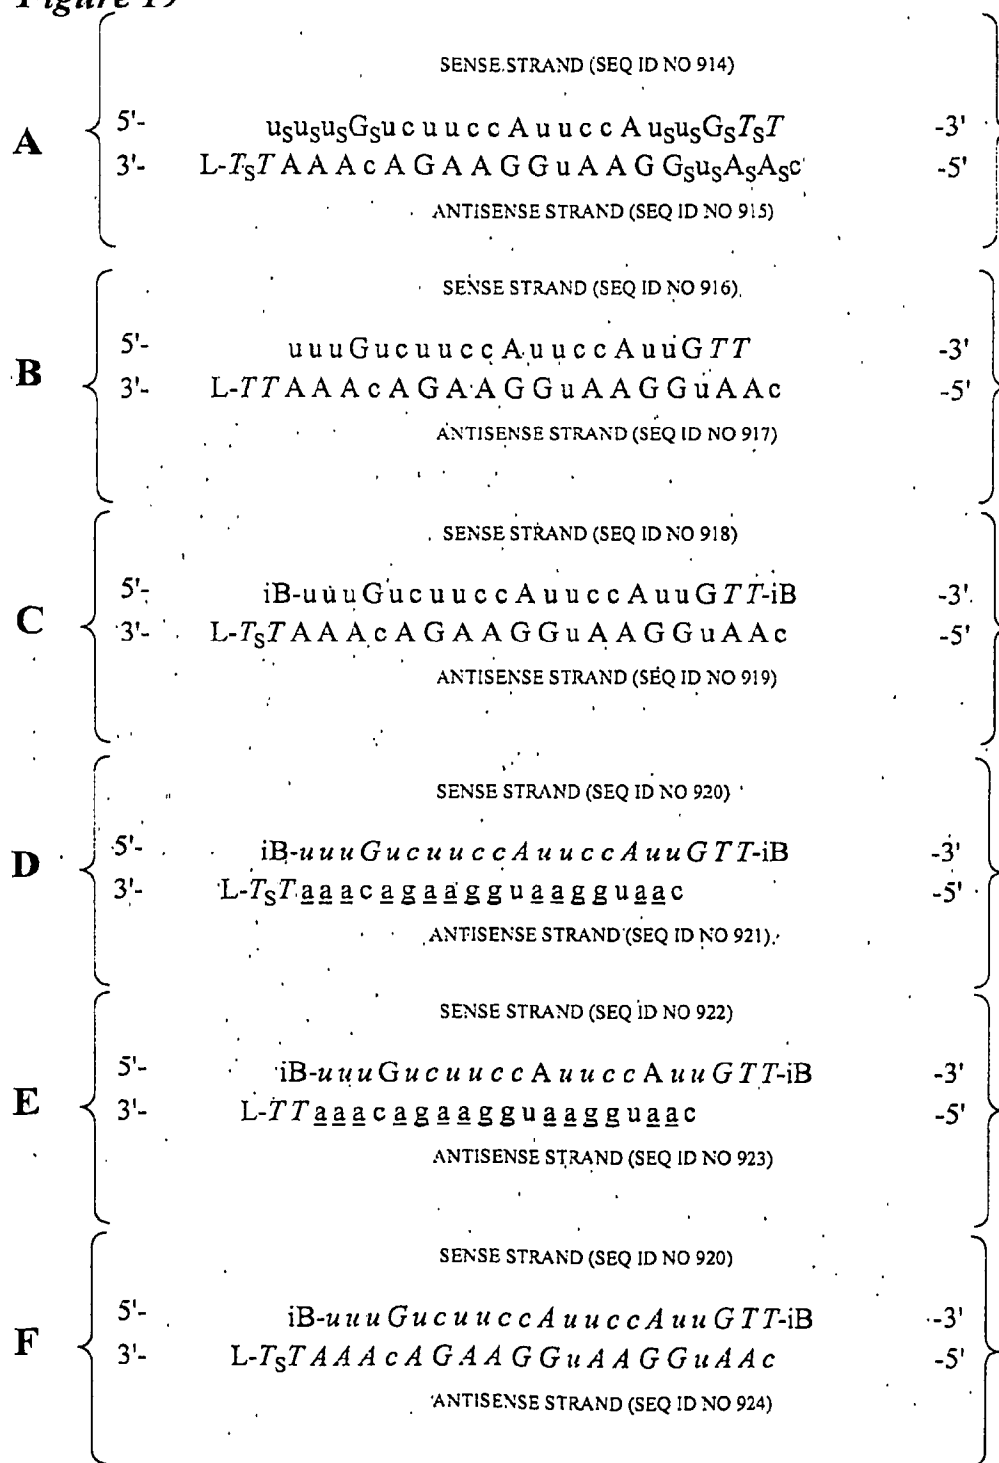 Figure 19
A
SENSE STRAND (SEQ ID NO 914)
5'- usususGsucuuccAuuccAususGsTsT -3'
3'- L-TsTAAAcAGAAGGuAAGGGsusAsAsc -5'
ANTISENSE STRAND (SEQ ID NO 915)
B
SENSE STRAND (SEQ ID NO 916)
5'- uuuGucuuccAuuccAuuGTT -3'
3'- L-TTAAAcAGAAGGuAAGGuAAc -5'
ANTISENSE STRAND (SEQ ID NO 917)
C
SENSE STRAND (SEQ ID NO 918)
5'- iB-uuuGucuuccAuuccAuuGTT-iB -3'
3'- L-TsTAAAcAGAAGGuAAGGuAAc -5'
ANTISENSE STRAND (SEQ ID NO 919)
D
SENSE STRAND (SEQ ID NO 920)
5'- iB-uuuGucuuccAuuccAuuGTT-iB -3'
3'- L-TsTaaacagaagguaagguaac -5'
ANTISENSE STRAND (SEQ ID NO 921)
E
SENSE STRAND (SEQ ID NO 922)
5'- iB-uuuGucuuccAuuccAuuGTT-iB -3'
3'- L-TTaaacagaagguaagguaac -5'
ANTISENSE STRAND (SEQ ID NO 923)
F
SENSE STRAND (SEQ ID NO 920)
5'- iB-uuuGucuuccAuuccAuuGTT-iB -3'
3'- L-TsTAAAcAGAAGGuAAGGuAAc -5'
ANTISENSE STRAND (SEQ ID NO 924)